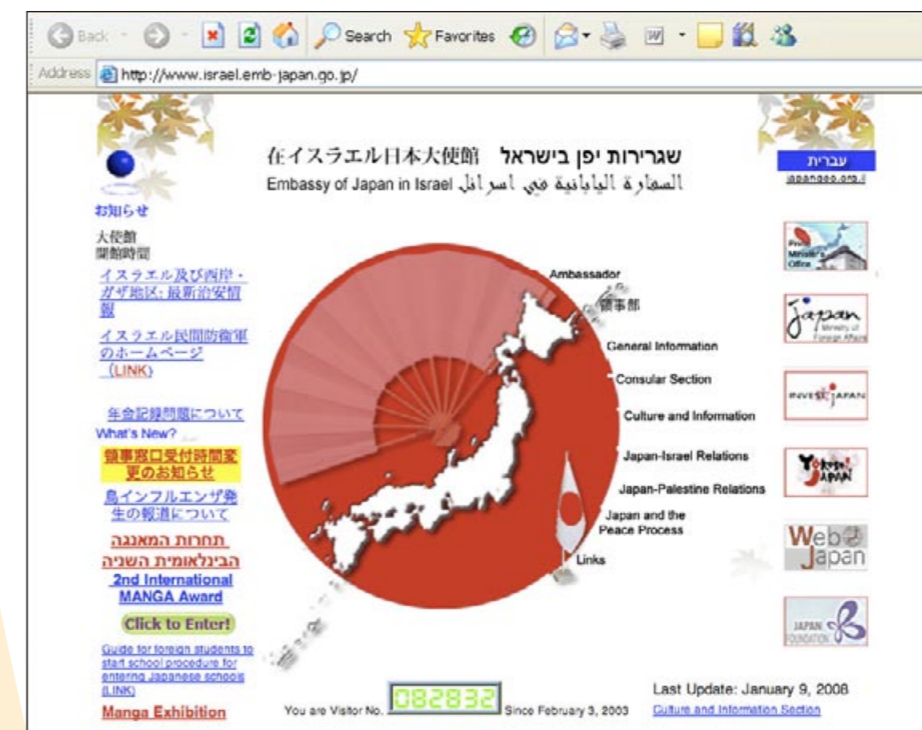 Back
Search
Favorites
Address
http://www.israel.emb-japan.go.jp/
在イスラエル日本大使館 שגרירות יפן בישראל
Embassy of Japan in Israel السفارة اليابانية في اسرائل
お知らせ
大使館
開館時間
イスラエル及び西岸・
ガザ地区: 最新治安情
報
イスラエル民間防衛軍
のホームページ
(LINK)
年金記録問題について
What's New?
領事窓口受付時間変
更のお知らせ
鳥インフルエンザ発
生の報道について
תחרות המאנגה
הבינלאומית השניה
2nd International
MANGA Award
Click to Enter!
Guide for foreign students to
start school procedure for
entering Japanese schools
(LINK)
Manga Exhibition
Ambassador
領事部
General Information
Consular Section
Culture and Information
Japan-Israel Relations
Japan-Palestine Relations
Japan and the
Peace Process
Links
עברית
Prime
Minister's
Office
japan
Ministry of
Foreign Affairs
INVEST JAPAN
Yokoso!
JAPAN
Web
Japan
JAPAN
FOUNDATION
You are Visitor No. 082832 Since February 3, 2003
Last Update: January 9, 2008
Culture and Information Section